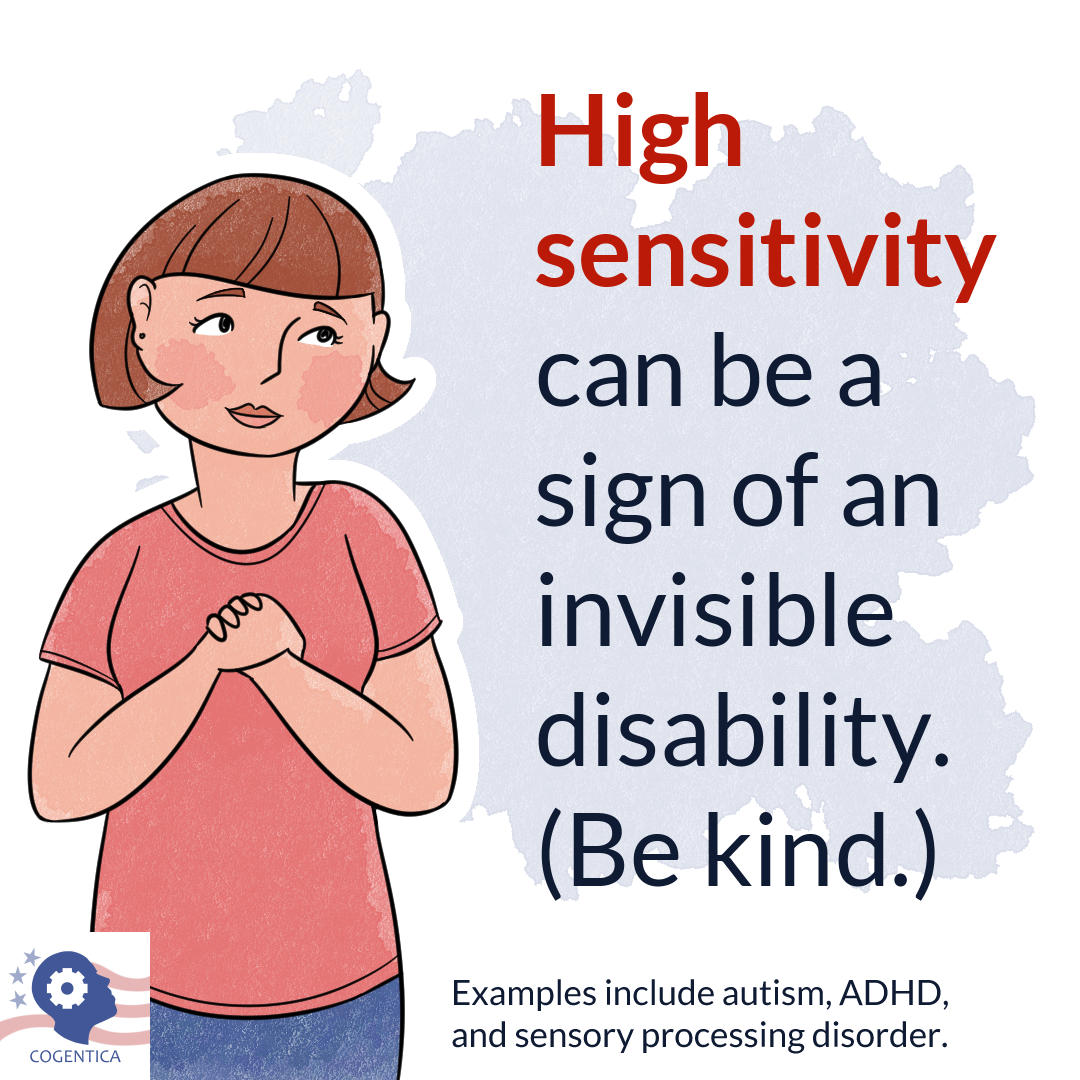 High
sensitivity
can be a
sign of an
invisible
disability.
(Be kind.)
Examples include autism, ADHD,
and sensory processing disorder.
COGENTICA